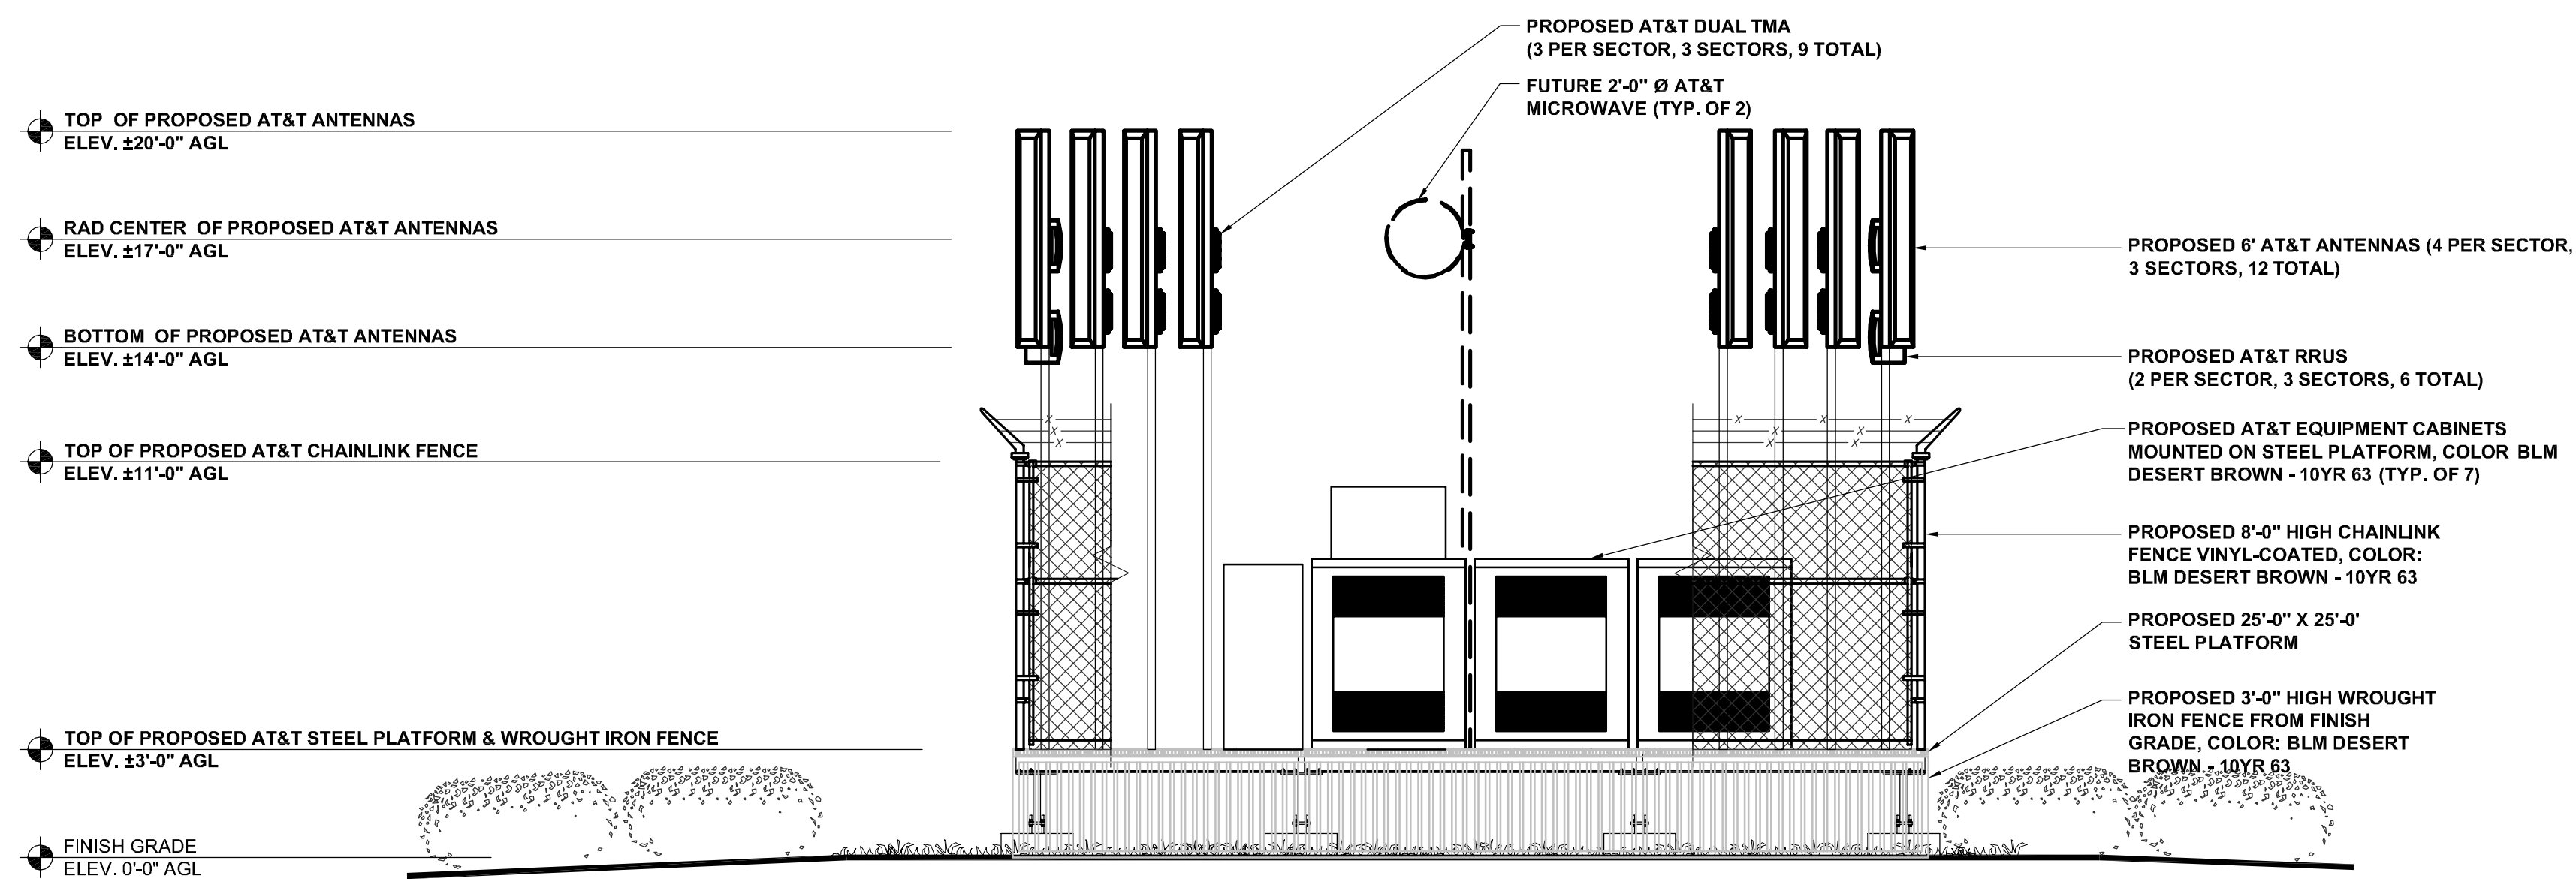 PROPOSED AT&T DUAL TMA
(3 PER SECTOR, 3 SECTORS, 9 TOTAL)
FUTURE 2'-0" Ø AT&T
MICROWAVE (TYP. OF 2)
TOP OF PROPOSED AT&T ANTENNAS
ELEV. ±20'-0" AGL
RAD CENTER OF PROPOSED AT&T ANTENNAS
ELEV. ±17'-0" AGL
BOTTOM OF PROPOSED AT&T ANTENNAS
ELEV. ±14'-0" AGL
TOP OF PROPOSED AT&T CHAINLINK FENCE
ELEV. ±11'-0" AGL
TOP OF PROPOSED AT&T STEEL PLATFORM & WROUGHT IRON FENCE
ELEV. ±3'-0" AGL
FINISH GRADE
ELEV. 0'-0" AGL
PROPOSED 6' AT&T ANTENNAS (4 PER SECTOR,
3 SECTORS, 12 TOTAL)
PROPOSED AT&T RRUS
(2 PER SECTOR, 3 SECTORS, 6 TOTAL)
PROPOSED AT&T EQUIPMENT CABINETS
MOUNTED ON STEEL PLATFORM, COLOR BLM
DESERT BROWN - 10YR 63 (TYP. OF 7)
PROPOSED 8'-0" HIGH CHAINLINK
FENCE VINYL-COATED, COLOR:
BLM DESERT BROWN - 10YR 63
PROPOSED 25'-0" X 25'-0'
STEEL PLATFORM
PROPOSED 3'-0" HIGH WROUGHT
IRON FENCE FROM FINISH
GRADE, COLOR: BLM DESERT
BROWN - 10YR 63